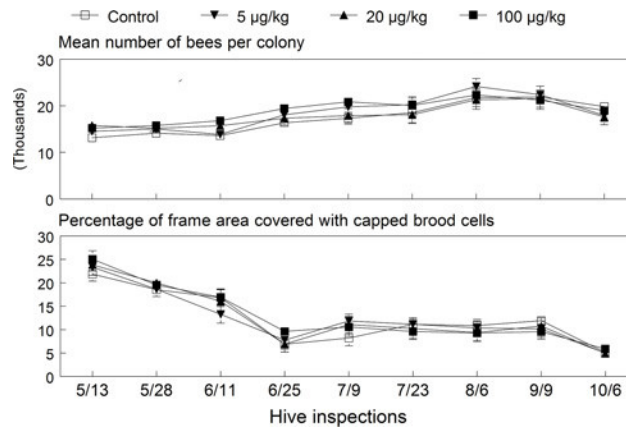 Control 5 µg/kg 20 µg/kg 100 µg/kg
Mean number of bees per colony
30
20
10
0
(Thousands)
Percentage of frame area covered with capped brood cells
30
25
20
15
10
5
0
5/13 5/28 6/11 6/25 7/9 7/23 8/6 9/9 10/6
Hive inspections